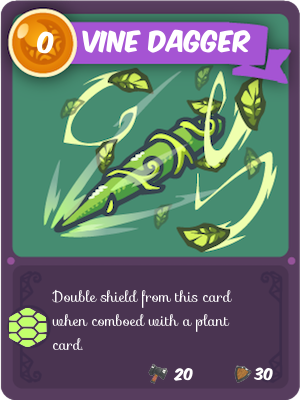 0 VINE DAGGER
Double shield from this card
when comboed with a plant
card.
20 30